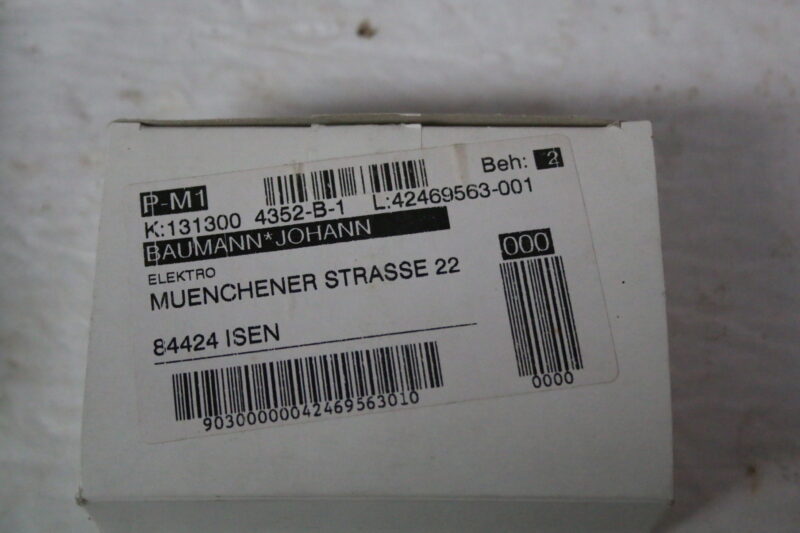 P-M1
Beh: 2
K:131300 4352-B-1 L:42469563-001
BAUMANN*JOHANN
000
ELEKTRO
MUENCHENER STRASSE 22
84424 ISEN
0000
90300000042469563010